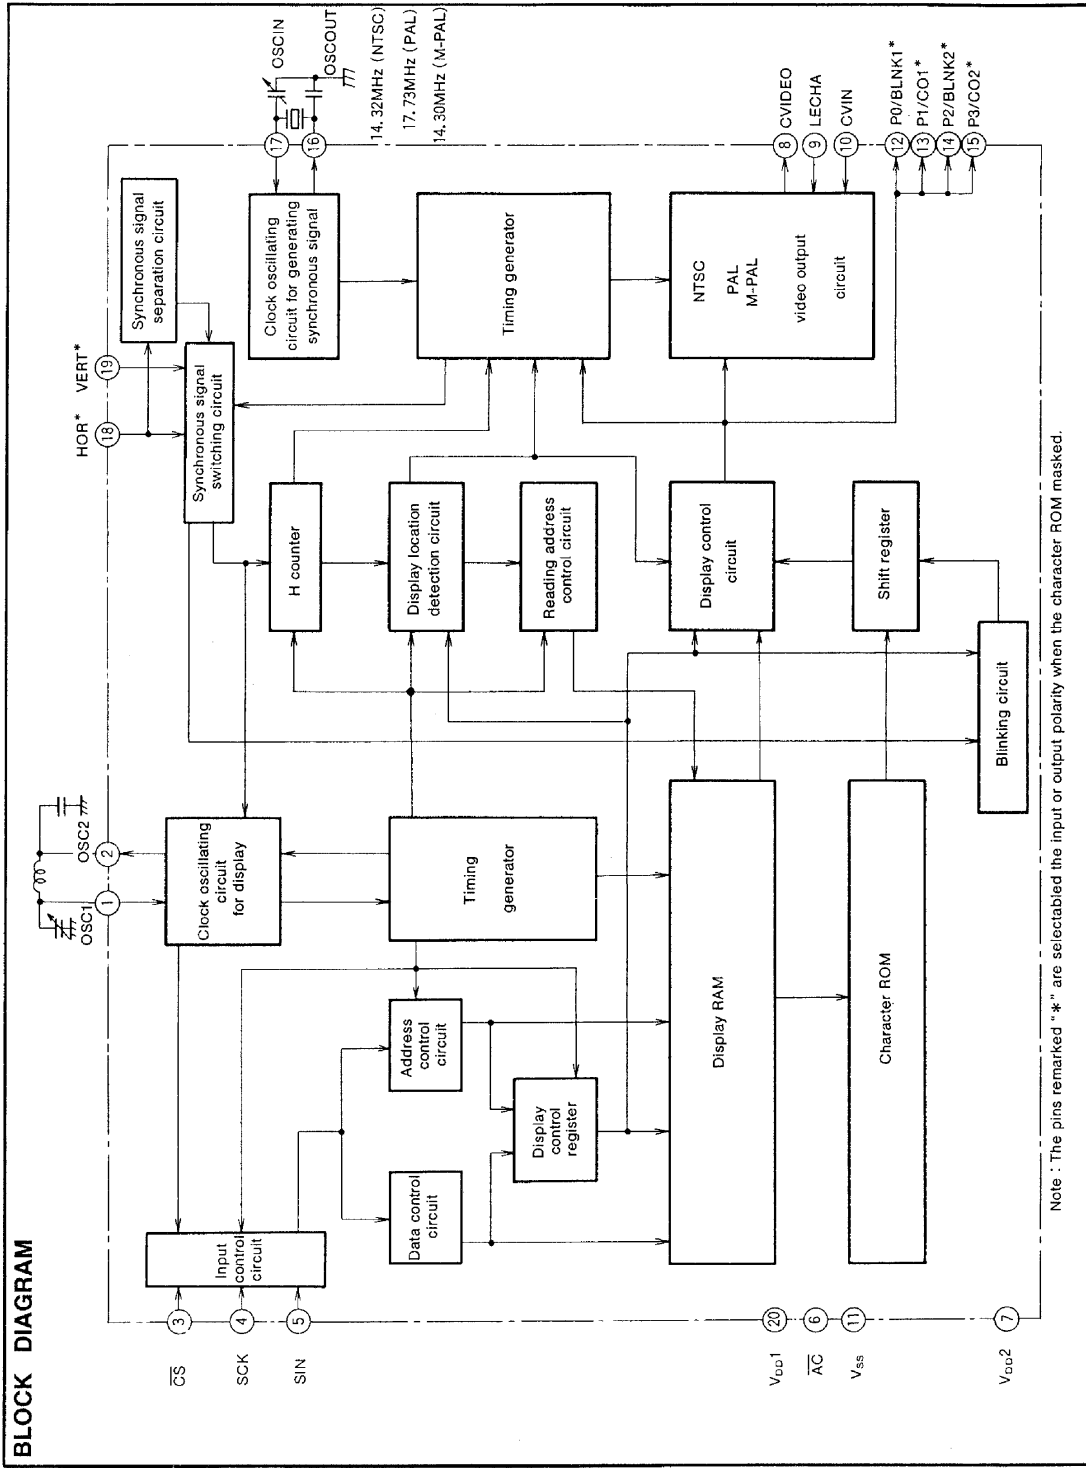 BLOCK DIAGRAM
OSC1
OSC2
HOR*
VERT*
1
2
18
19
CS
SCK
SIN
3
4
5
Input
control
circuit
Clock oscillating
circuit
for display
Synchronous signal
switching circuit
Synchronous signal
separation circuit
17
16
OSCIN
OSCOUT
14.32MHz (NTSC)
17.73MHz (PAL)
14.30MHz (M-PAL)
Clock oscillating
circuit for generating
synchronous signal
H counter
Data control
circuit
Address
control
circuit
Timing
generator
Display location
detection circuit
Timing generator
Display
control
register
Reading address
control circuit
Display RAM
Display control
circuit
NTSC
PAL
M-PAL
video output
circuit
8 CVIDEO
9 LECHA
10 CVIN
12 P0/BLNK1*
13 P1/CO1*
14 P2/BLNK2*
15 P3/CO2*
Character ROM
Shift register
Blinking circuit
VDD1
20
AC
6
VSS
11
VDD2
7
Note : The pins remarked "*" are selectabled the input or output polarity when the character ROM masked.